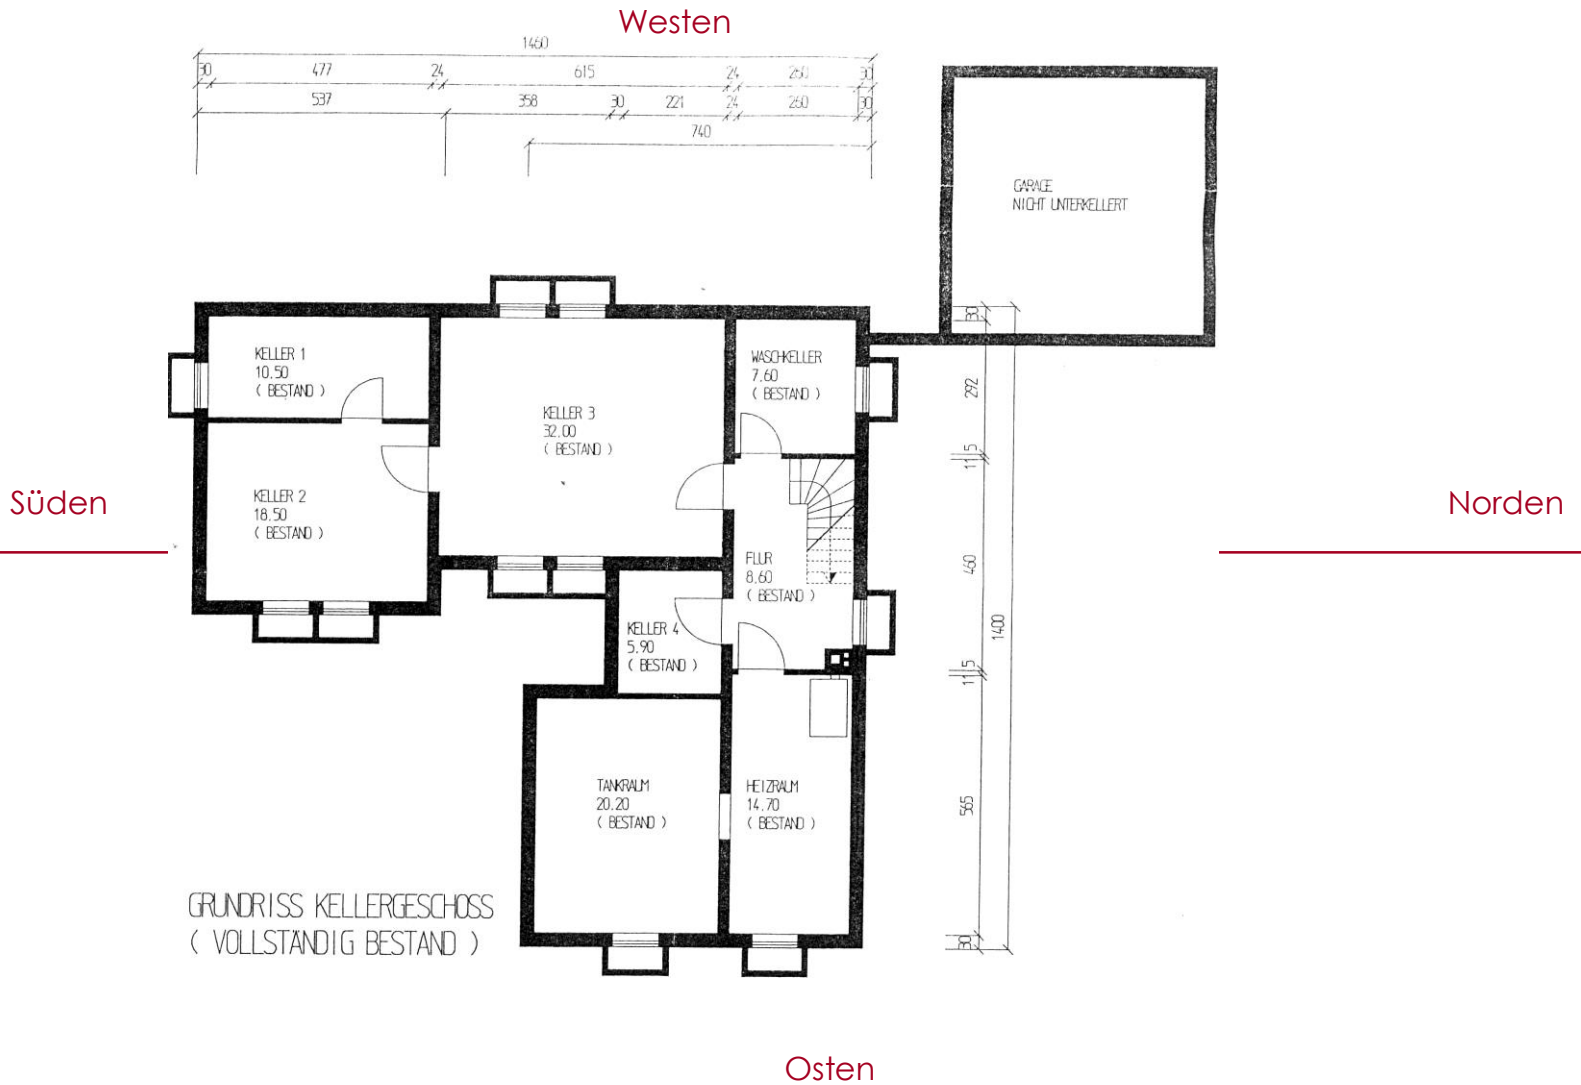 Westen
1460
30 477 24 615 24 260 30
537 358 30 221 24 260 30
740
GARAGE
NICHT UNTERKELLERT
30
KELLER 1
10.50
( BESTAND )
WASCHKELLER
7.60
( BESTAND )
292
KELLER 3
32.00
( BESTAND )
11 5
Süden
KELLER 2
18.50
( BESTAND )
Norden
FLUR
8.60
( BESTAND )
460
KELLER 4
5.90
( BESTAND )
1400
11 5
TANKRAUM
20.20
( BESTAND )
HEIZRAUM
14.70
( BESTAND )
565
GRUNDRISS KELLERGESCHOSS
( VOLLSTÄNDIG BESTAND )
30
Osten